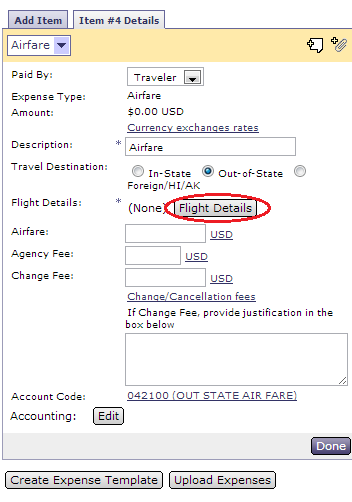 Add Item Item #4 Details
Airfare
Paid By: Traveler
Expense Type: Airfare
Amount: $0.00 USD
Currency exchanges rates
Description: * Airfare
Travel Destination: In-State Out-of-State
Foreign/HI/AK
Flight Details: * (None) Flight Details
Airfare: USD
Agency Fee: USD
Change Fee: USD
Change/Cancellation fees
If Change Fee, provide justification in the
box below
Account Code: 042100 (OUT STATE AIR FARE)
Accounting: Edit
Done
Create Expense Template Upload Expenses